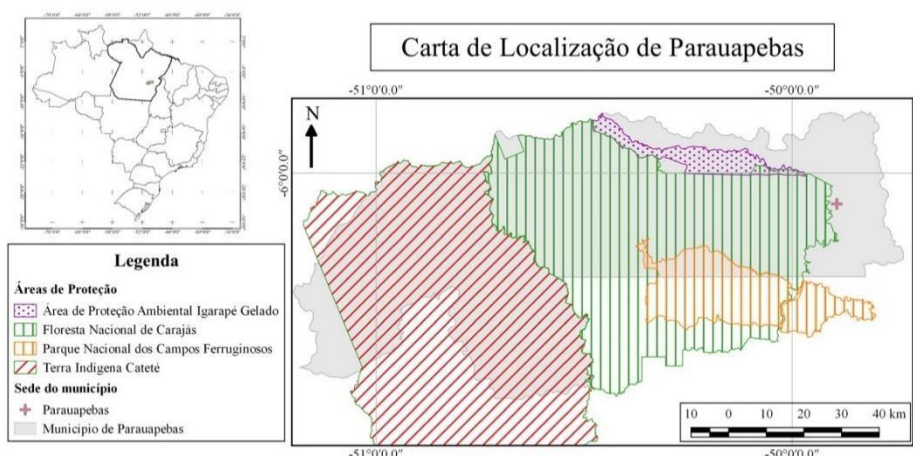 Carta de Localização de Parauapebas
-51°0'0.0"
-50°0'0.0"
N
-6°0'0.0"
Legenda
Áreas de Proteção
Área de Proteção Ambiental Igarapé Gelado
Floresta Nacional de Carajás
Parque Nacional dos Campos Ferruginosos
Terra Indígena Cateté
Sede do município
Parauapebas
Municipio de Parauapebas
10 0 10 20 30 40 km
-51°0'0.0"
-50°0'0.0"